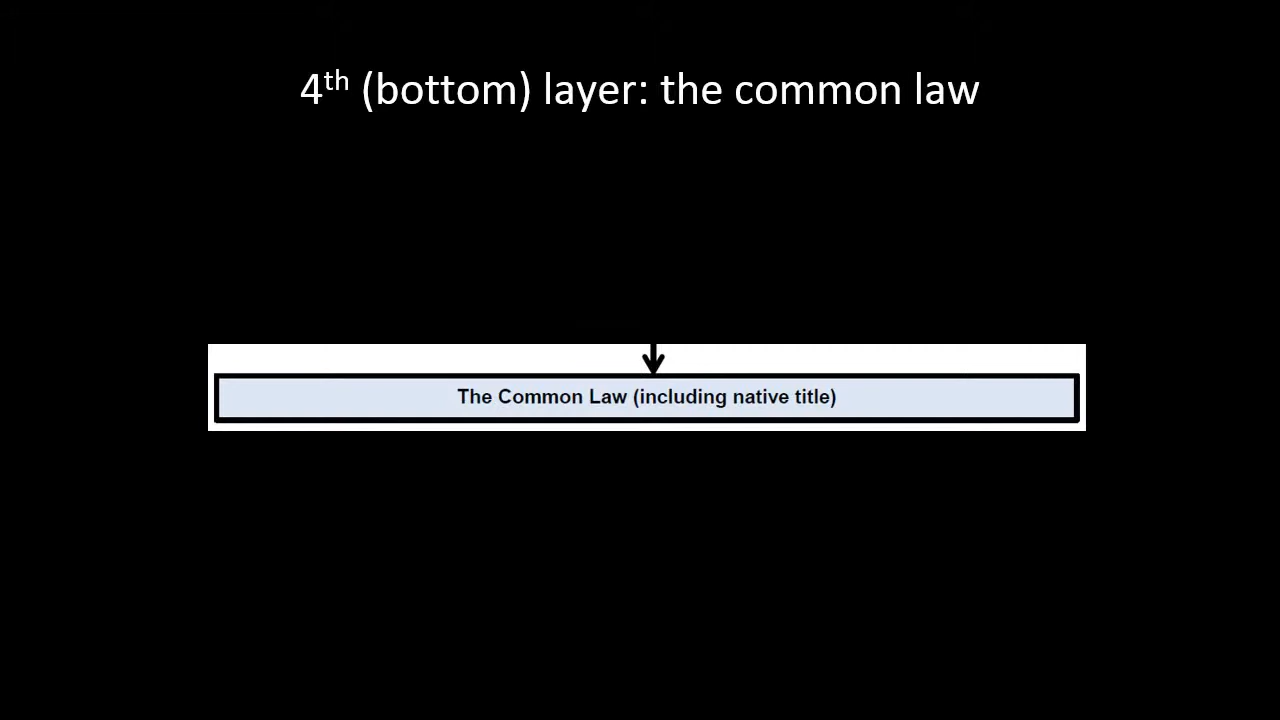 4th (bottom) layer: the common law
The Common Law (including native title)